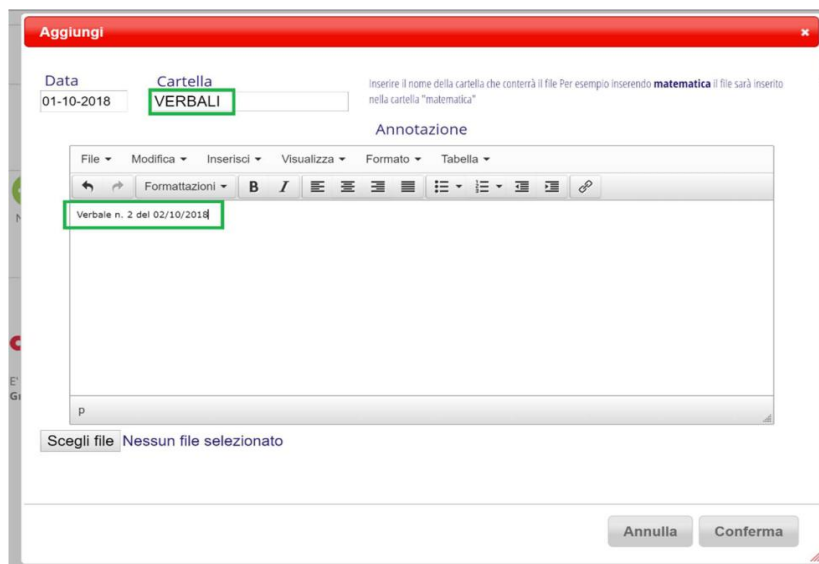 Aggiungi
Data
Cartella
01-10-2018
VERBALI
Inserire il nome della cartella che conterrà il file Per esempio inserendo matematica il file sarà inserito
nella cartella "matematica"
Annotazione
File Modifica Inserisci Visualizza Formato Tabella
Formattazioni B I
Verbale n. 2 del 02/10/2018
p
Scegli file Nessun file selezionato
Annulla Conferma
E'